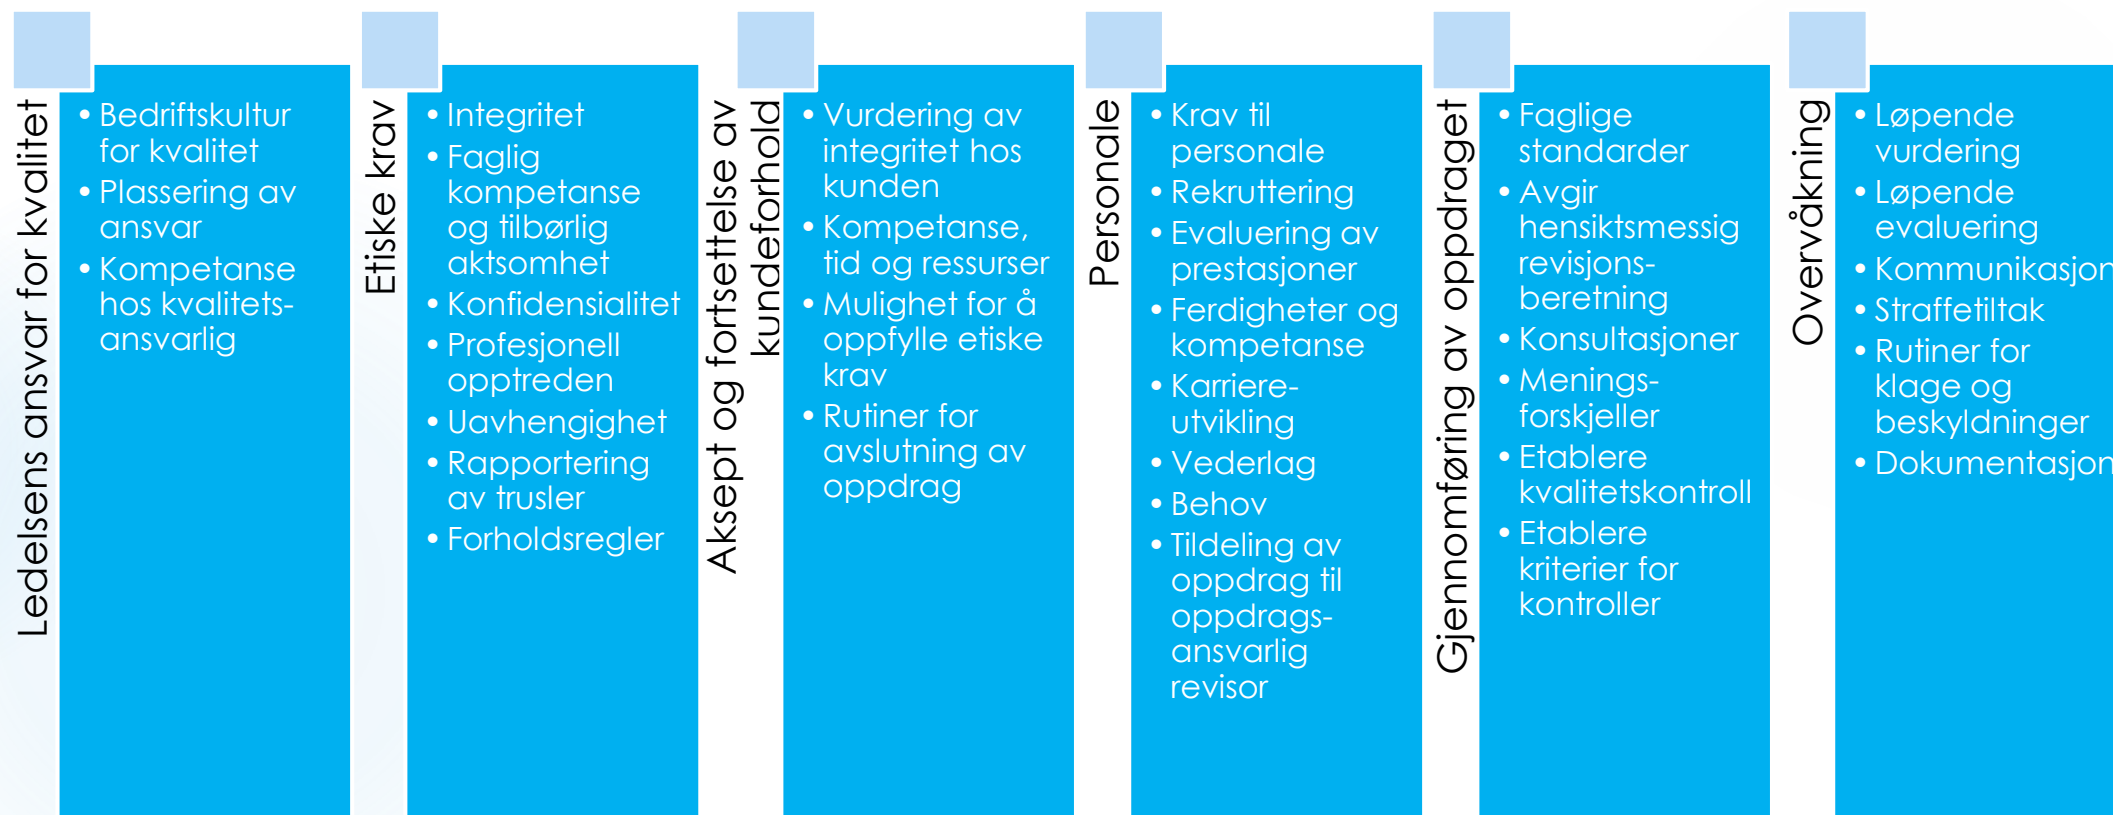 Ledelsens ansvar for kvalitet
• Bedriftskultur
for kvalitet
• Plassering av
ansvar
• Kompetanse
hos kvalitets-
ansvarlig
Etiske krav
• Integritet
• Faglig
kompetanse
og tilbørlig
aktsomhet
• Konfidensialitet
• Profesjonell
opptreden
• Uavhengighet
• Rapportering
av trusler
• Forholdsregler
Aksept og fortsettelse av
kundeforhold
• Vurdering av
integritet hos
kunden
• Kompetanse,
tid og ressurser
• Mulighet for å
oppfylle etiske
krav
• Rutiner for
avslutning av
oppdrag
Personale
• Krav til
personale
• Rekruttering
• Evaluering av
prestasjoner
• Ferdigheter og
kompetanse
• Karriere-
utvikling
• Vederlag
• Behov
• Tildeling av
oppdrag til
oppdrags-
ansvarlig
revisor
Gjennomføring av oppdraget
• Faglige
standarder
• Avgir
hensiktsmessig
revisjons-
beretning
• Konsultasjoner
• Menings-
forskjeller
• Etablere
kvalitetskontroll
• Etablere
kriterier for
kontroller
Overvåkning
• Løpende
vurdering
• Løpende
evaluering
• Kommunikasjon
• Straffetiltak
• Rutiner for
klage og
beskyldninger
• Dokumentasjon